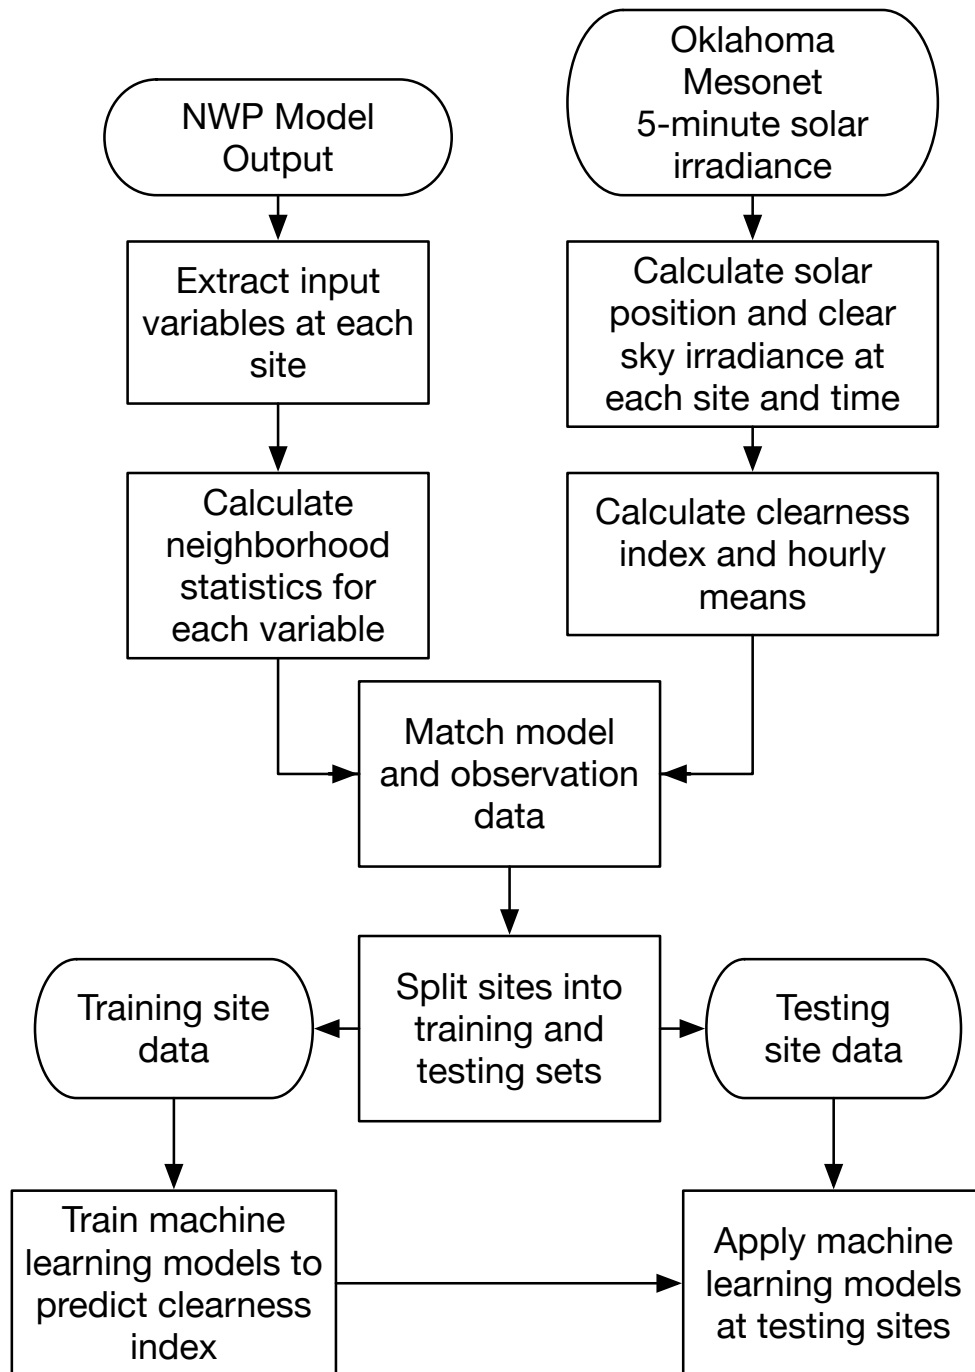 NWP Model
Output
Oklahoma
Mesonet
5-minute solar
irradiance
Extract input
variables at each
site
Calculate solar
position and clear
sky irradiance at
each site and time
Calculate
neighborhood
statistics for
each variable
Calculate clearness
index and hourly
means
Match model
and observation
data
Split sites into
training and
testing sets
Training site
data
Testing
site data
Train machine
learning models to
predict clearness
index
Apply machine
learning models
at testing sites